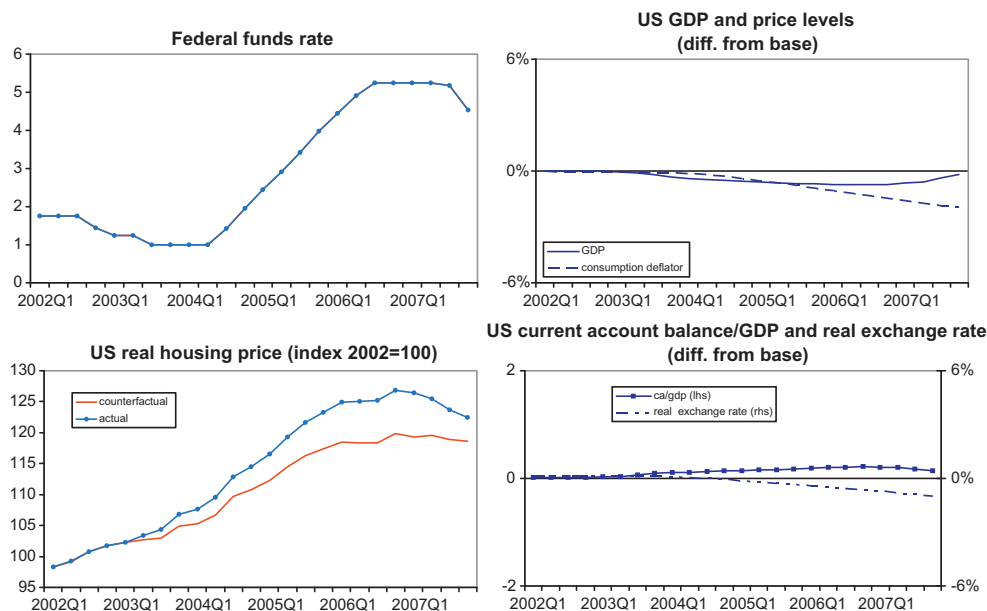 Federal funds rate
6
5
4
3
2
1
0
2002Q1 2003Q1 2004Q1 2005Q1 2006Q1 2007Q1
US GDP and price levels
(diff. from base)
6%
0%
-6%
GDP
consumption deflator
2002Q1 2003Q1 2004Q1 2005Q1 2006Q1 2007Q1
US real housing price (index 2002=100)
130
125
120
115
110
105
100
95
counterfactual
actual
2002Q1 2003Q1 2004Q1 2005Q1 2006Q1 2007Q1
US current account balance/GDP and real exchange rate
(diff. from base)
2 6%
ca/gdp (lhs)
real exchange rate (rhs)
0 0%
-2 -6%
2002Q1 2003Q1 2004Q1 2005Q1 2006Q1 2007Q1